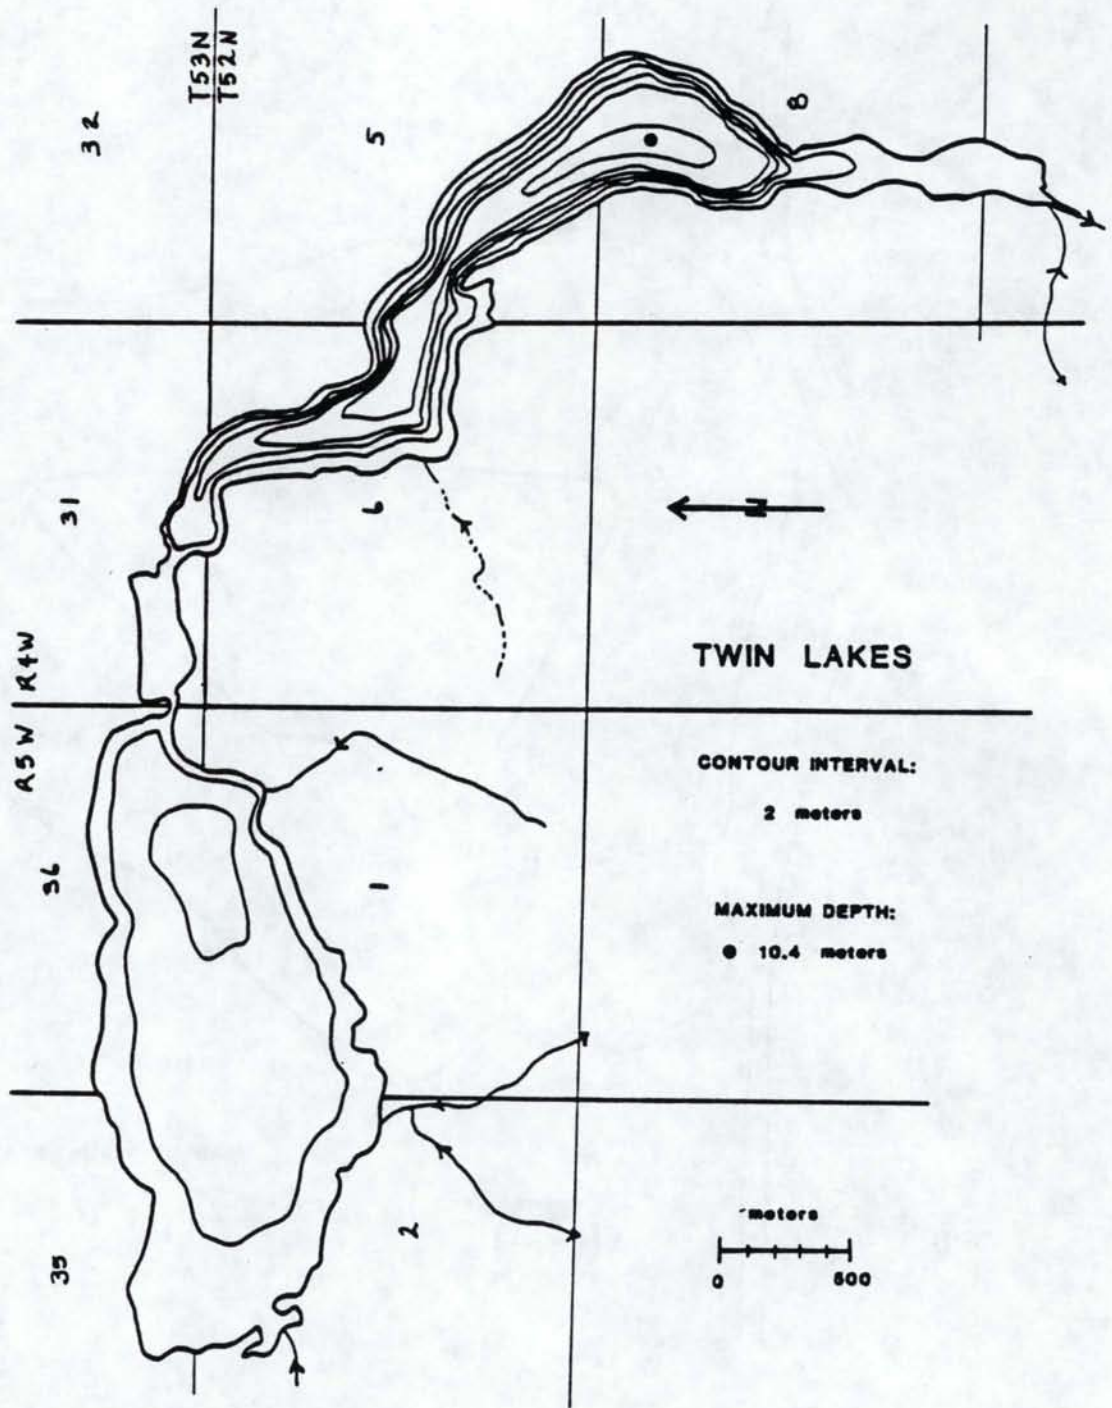 T53N
T52N
32
5
8
31
6
N
R4W
R5W
TWIN LAKES
CONTOUR INTERVAL:
2 meters
36
1
MAXIMUM DEPTH:
10.4 meters
35
2
meters
0 500